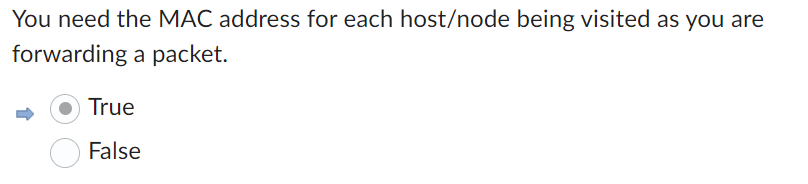 You need the MAC address for each host/node being visited as you are
forwarding a packet.
True
False